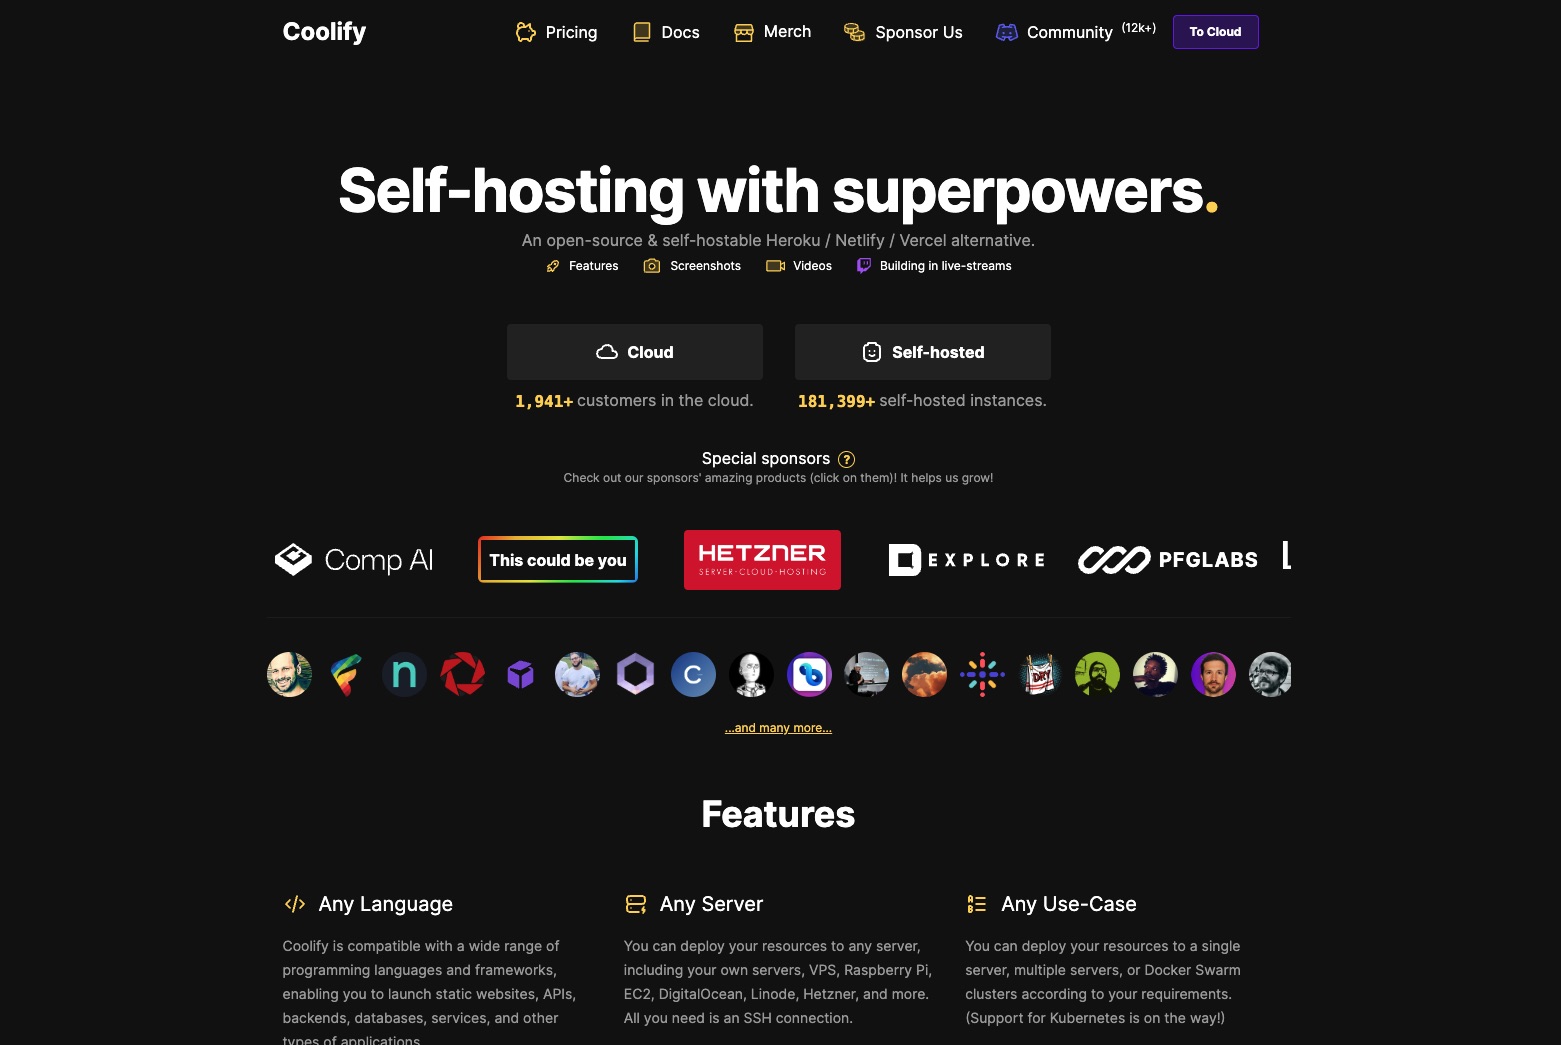 Coolify
Pricing
Docs
Merch
Sponsor Us
Community (12k+)
To Cloud
Self-hosting with superpowers.
An open-source & self-hostable Heroku / Netlify / Vercel alternative.
Features
Screenshots
Videos
Building in live-streams
Cloud
Self-hosted
1,941+ customers in the cloud.
181,399+ self-hosted instances.
Special sponsors ?
Check out our sponsors' amazing products (click on them)! It helps us grow!
Comp AI
This could be you
HETZNER
SERVER·CLOUD·HOSTING
EXPLORE
PFGLABS
L
n
C
DRY
...and many more...
Features
Any Language
Coolify is compatible with a wide range of
programming languages and frameworks,
enabling you to launch static websites, APIs,
backends, databases, services, and other
types of applications.
Any Server
You can deploy your resources to any server,
including your own servers, VPS, Raspberry Pi,
EC2, DigitalOcean, Linode, Hetzner, and more.
All you need is an SSH connection.
Any Use-Case
You can deploy your resources to a single
server, multiple servers, or Docker Swarm
clusters according to your requirements.
(Support for Kubernetes is on the way!)